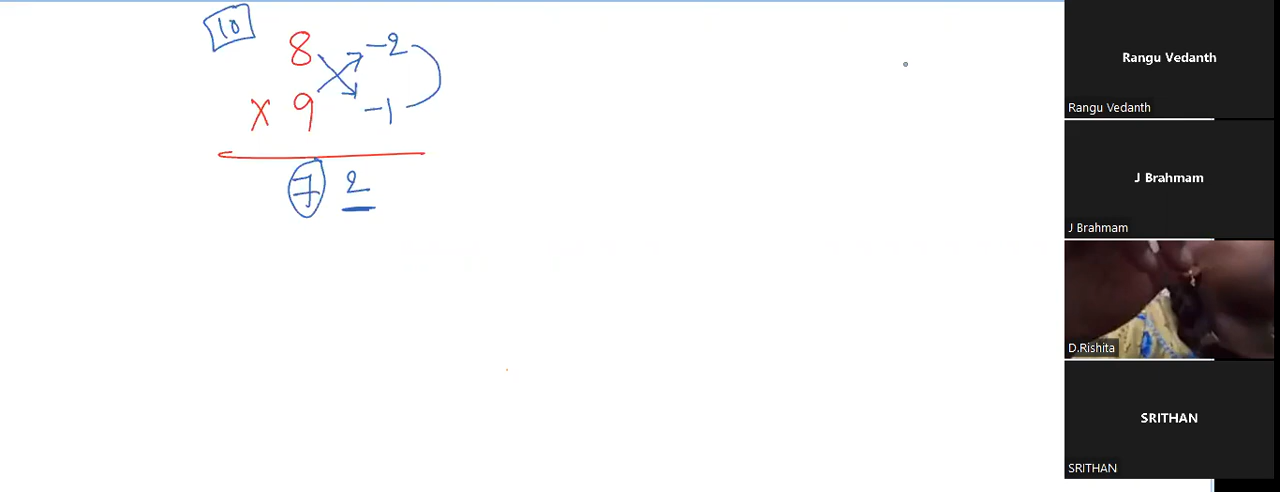 10
8 -2
x 9 -1
7 2
Rangu Vedanth
Rangu Vedanth
J Brahmam
J Brahmam
D.Rishita
SRITHAN
SRITHAN